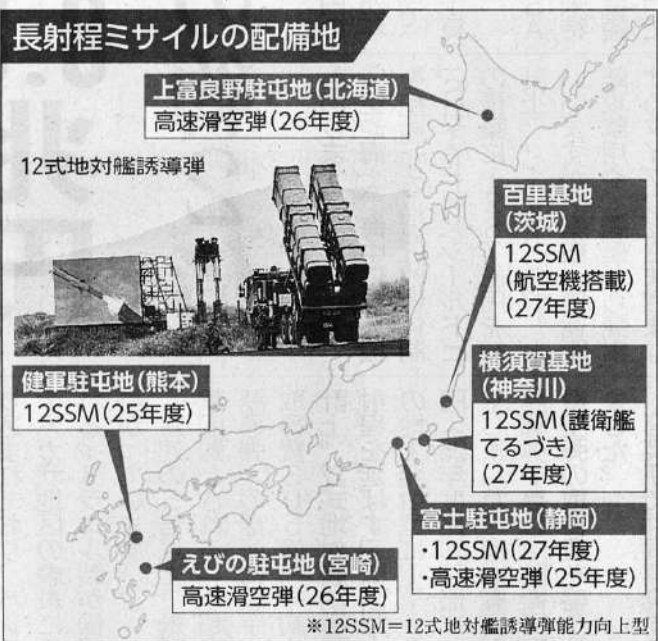 長射程ミサイルの配備地
上富良野駐屯地(北海道)
高速滑空弾(26年度)
12式地対艦誘導弾
百里基地
(茨城)
12SSM
(航空機搭載)
(27年度)
横須賀基地
(神奈川)
12SSM(護衛艦
てるづき)
(27年度)
健軍駐屯地(熊本)
12SSM(25年度)
富士駐屯地(静岡)
・12SSM(27年度)
・高速滑空弾(25年度)
えびの駐屯地(宮崎)
高速滑空弾(26年度)
※12SSM=12式地対艦誘導弾能力向上型